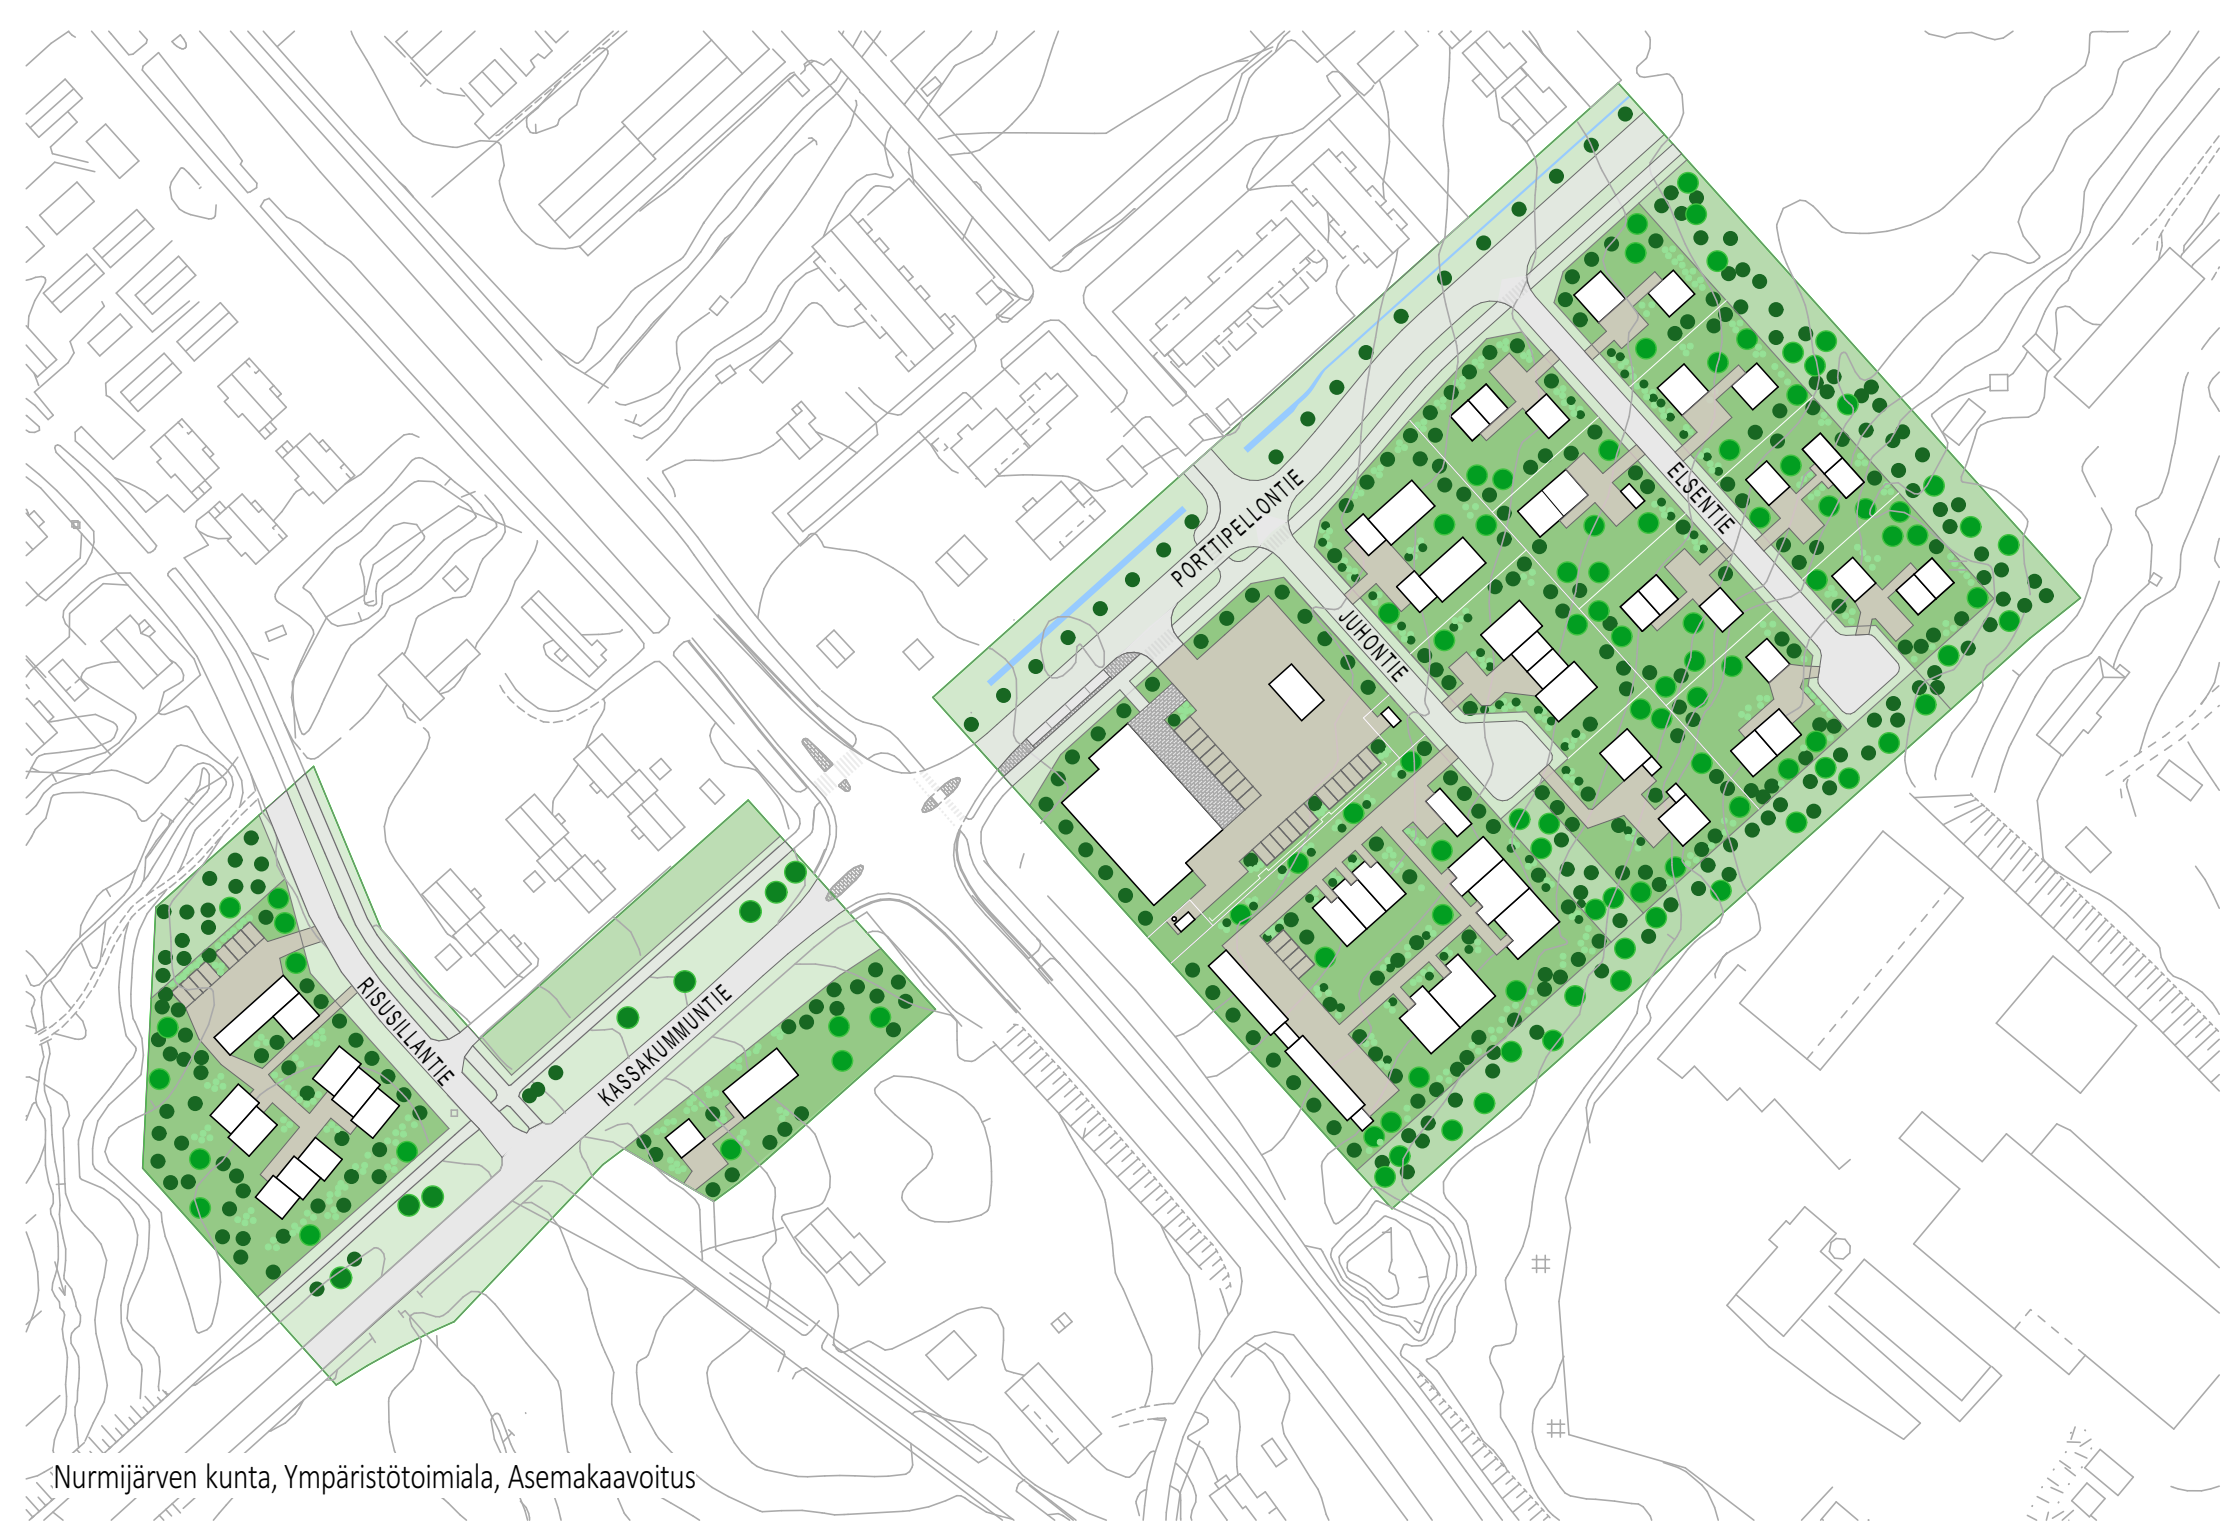 PORTTIPELLONTIE
ELSENTIE
JUHONTIE
RISUSILLANTIE
KASSAKUMMUNTIE
Nurmijärven kunta, Ympäristötoimiala, Asemakaavoitus